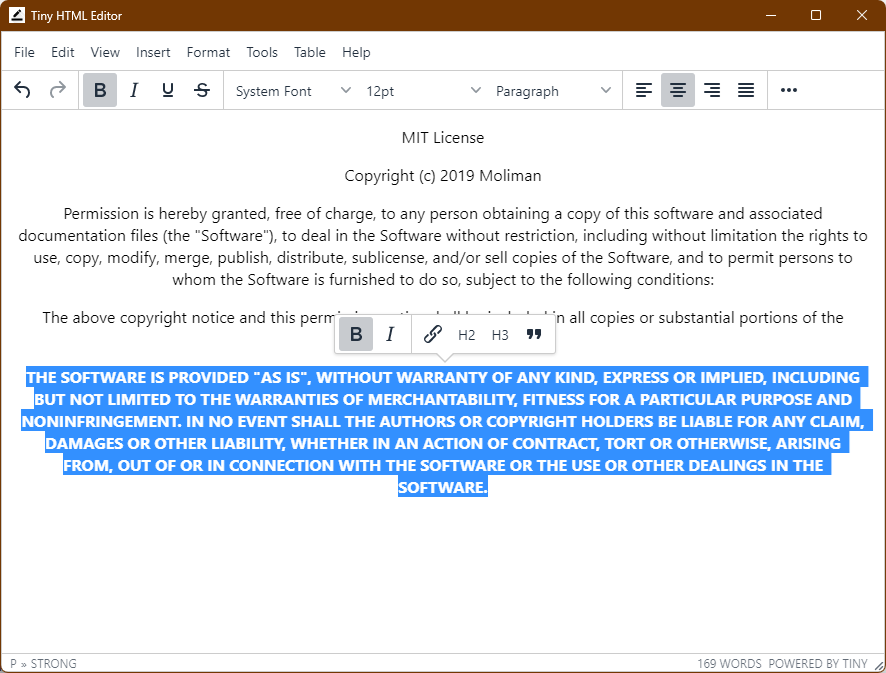 Tiny HTML Editor
File Edit View Insert Format Tools Table Help
B I U S System Font 12pt Paragraph
MIT License
Copyright (c) 2019 Moliman
Permission is hereby granted, free of charge, to any person obtaining a copy of this software and associated
documentation files (the "Software"), to deal in the Software without restriction, including without limitation the rights to
use, copy, modify, merge, publish, distribute, sublicense, and/or sell copies of the Software, and to permit persons to
whom the Software is furnished to do so, subject to the following conditions:
The above copyright notice and this in all copies or substantial portions of the
B I H2 H3
THE SOFTWARE IS PROVIDED "AS IS", WITHOUT WARRANTY OF ANY KIND, EXPRESS OR IMPLIED, INCLUDING
BUT NOT LIMITED TO THE WARRANTIES OF MERCHANTABILITY, FITNESS FOR A PARTICULAR PURPOSE AND
NONINFRINGEMENT. IN NO EVENT SHALL THE AUTHORS OR COPYRIGHT HOLDERS BE LIABLE FOR ANY CLAIM,
DAMAGES OR OTHER LIABILITY, WHETHER IN AN ACTION OF CONTRACT, TORT OR OTHERWISE, ARISING
FROM, OUT OF OR IN CONNECTION WITH THE SOFTWARE OR THE USE OR OTHER DEALINGS IN THE
SOFTWARE.
P » STRONG 169 WORDS POWERED BY TINY